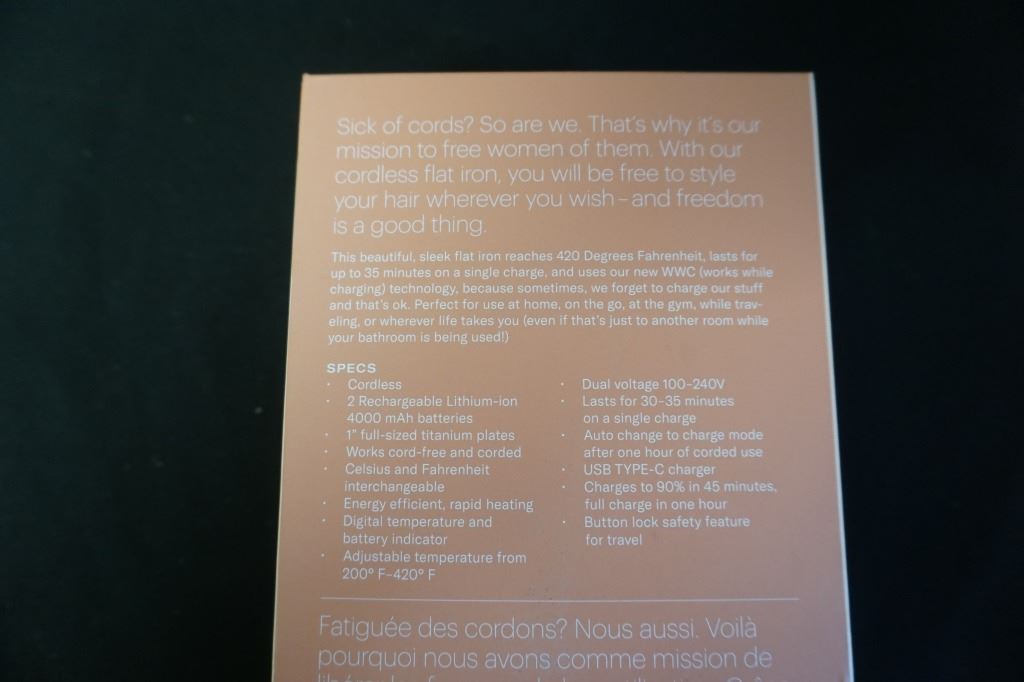 Sick of cords? So are we. That's why it's our
mission to free women of them. With our
cordless flat iron, you will be free to style
your hair wherever you wish – and freedom
is a good thing.
This beautiful, sleek flat iron reaches 420 Degrees Fahrenheit, lasts for
up to 35 minutes on a single charge, and uses our new WWC (works while
charging) technology, because sometimes, we forget to charge our stuff
and that's ok. Perfect for use at home, on the go, at the gym, while trav-
eling, or wherever life takes you (even if that's just to another room while
your bathroom is being used!)
SPECS
· Cordless
· 2 Rechargeable Lithium-ion
4000 mAh batteries
· 1" full-sized titanium plates
· Works cord-free and corded
· Celsius and Fahrenheit
interchangeable
· Energy efficient, rapid heating
· Digital temperature and
battery indicator
· Adjustable temperature from
200° F–420° F
· Dual voltage 100-240V
· Lasts for 30-35 minutes
on a single charge
· Auto change to charge mode
after one hour of corded use
· USB TYPE-C charger
· Charges to 90% in 45 minutes,
full charge in one hour
· Button lock safety feature
for travel
Fatiguée des cordons? Nous aussi. Voilà
pourquoi nous avons comme mission de